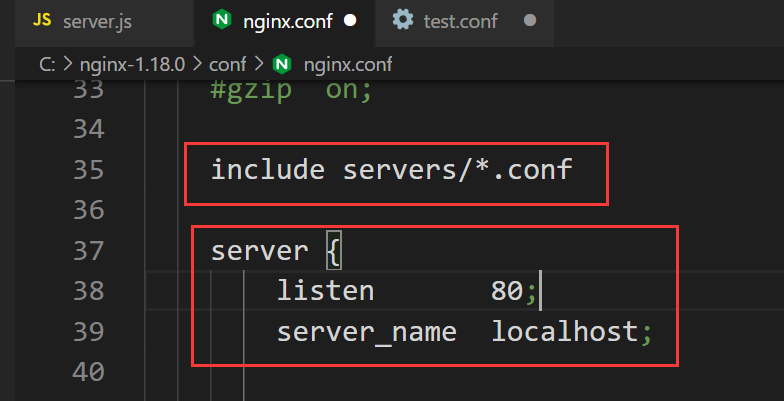 JS server.js nginx.conf test.conf
C: > nginx-1.18.0 > conf > nginx.conf
33 #gzip on;
34
35 include servers/*.conf
36
37 server {
38 listen 80;
39 server_name localhost;
40